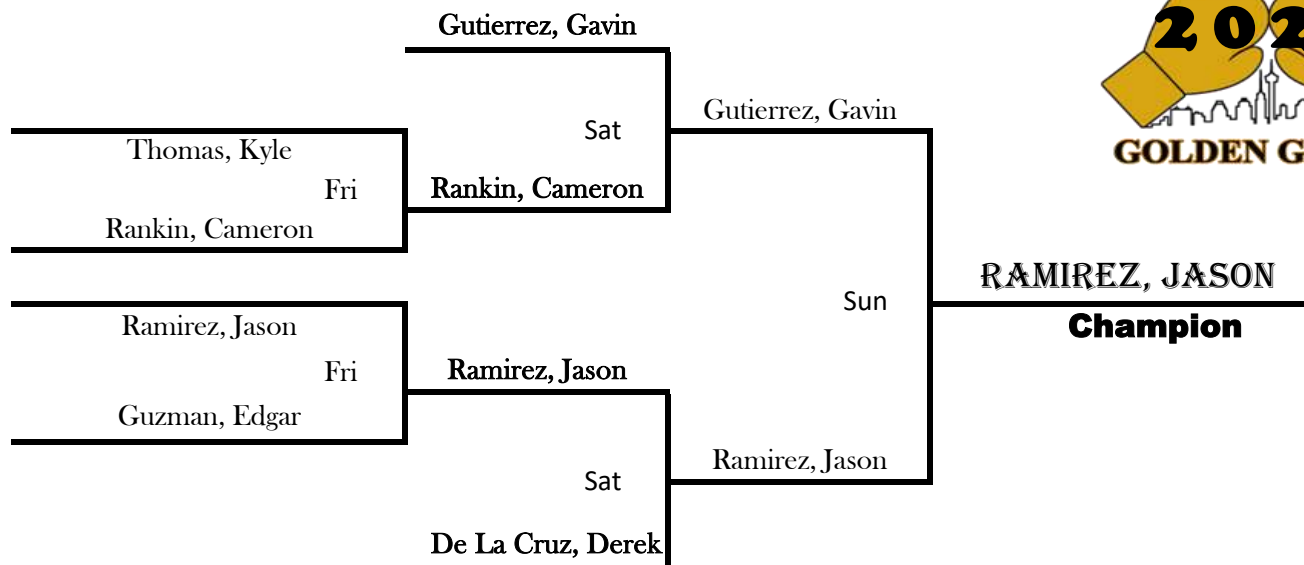 Gutierrez, Gavin
Gutierrez, Gavin
Sat
Thomas, Kyle
Fri
Rankin, Cameron
Rankin, Cameron
GOLDEN
RAMIREZ, JASON
Champion
Sun
Ramirez, Jason
Fri
Ramirez, Jason
Guzman, Edgar
Ramirez, Jason
Sat
De La Cruz, Derek